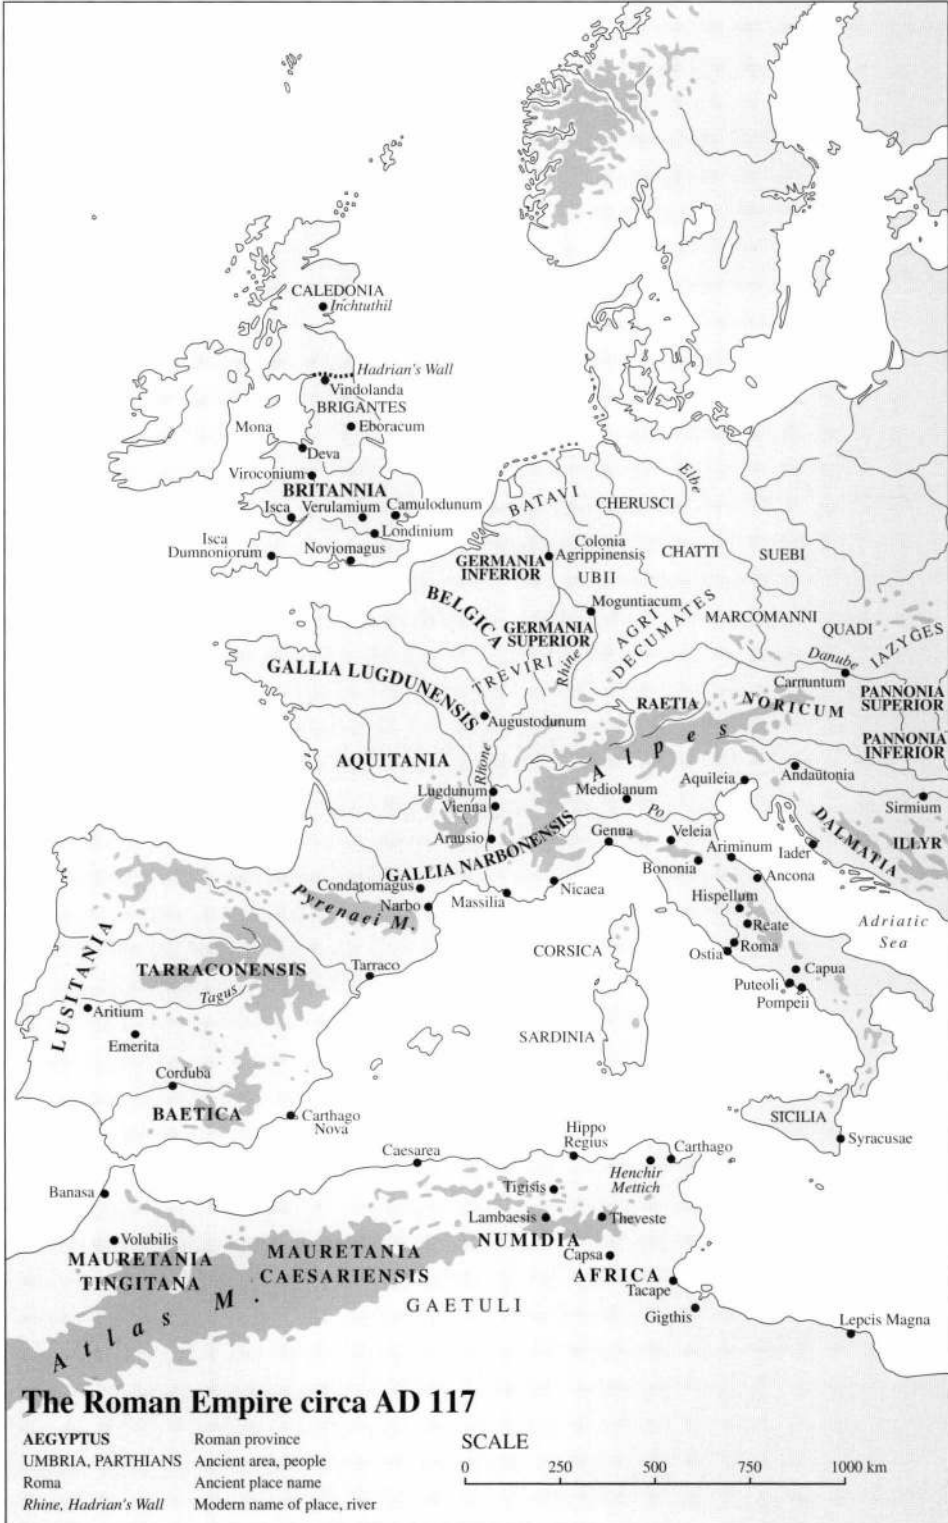 CALEDONIA
Inchtuthil
Hadrian's Wall
Vindolanda
BRIGANTES
Mona
Eboracum
Deva
Viroconium
BRITANNIA
Isca
Verulamium
Camulodunum
Londinium
Isca
Dumnoniorum
Noviomagus
BATAVI
CHERUSCI
Elbe
Colonia
Agrippinensis
CHATTI
SUEBI
GERMANIA
INFERIOR
UBII
BELGICA
Moguntiacum
GERMANIA
SUPERIOR
AGRI
DECUMATES
MARCOMANNI
QUADI
IAZYGES
TREVIRI
Rhine
Danube
Carnuntum
GALLIA LUGDUNENSIS
RAETIA
NORICUM
PANNONIA
SUPERIOR
Augustodunum
PANNONIA
INFERIOR
AQUITANIA
Rhone
Alpes
Lugdunum
Vienna
Mediolanum
Aquileia
Andautonia
Sirmium
Po
Arausio
GALLIA NARBONENSIS
Genua
Veleia
Ariminum
Iader
DALMATIA
ILLYR
Bononia
Condatomagus
Narbo
Massilia
Nicaea
Ancona
Pyrenaei M.
Hispellum
Reate
Adriatic
Sea
CORSICA
Roma
Ostia
LUSITANIA
TARRACONENSIS
Tarraco
Capua
Puteoli
Pompeii
Tagus
Aritium
Emerita
SARDINIA
Corduba
BAETICA
Carthago
Nova
SICILIA
Syracusae
Caesarea
Hippo
Regius
Carthago
Henchir
Mettich
Banasa
Tigisis
Lambaesis
Theveste
Volubilis
NUMIDIA
MAURETANIA
TINGITANA
MAURETANIA
CAESARIENSIS
Capsa
AFRICA
Tacape
GAETULI
Gigthis
Lepcis Magna
Atlas M.
The Roman Empire circa AD 117
AEGYPTUS Roman province
UMBRIA, PARTHIANS Ancient area, people
Roma Ancient place name
Rhine, Hadrian's Wall Modern name of place, river
SCALE
0 250 500 750 1000 km